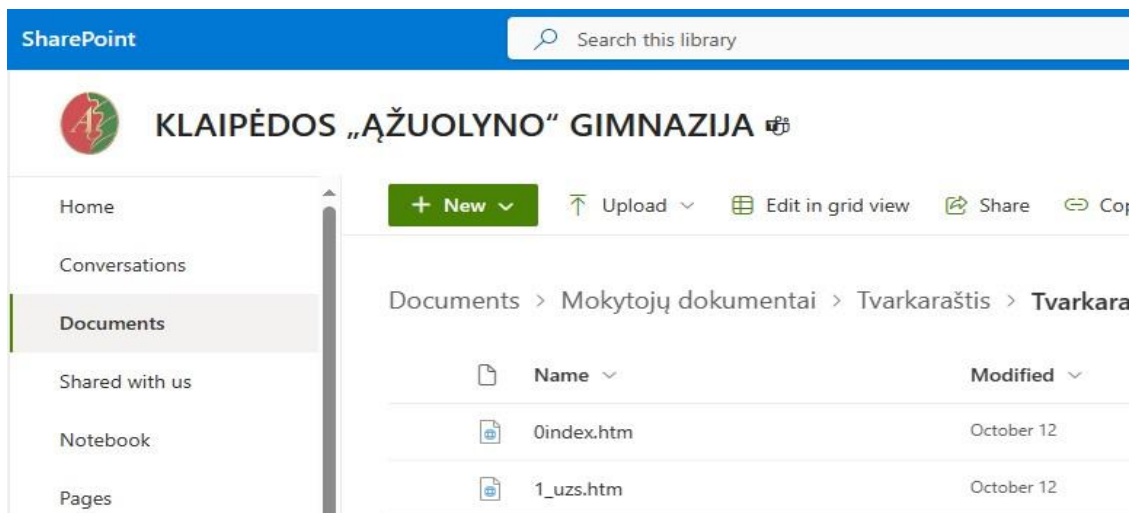 SharePoint
Search this library
KLAIPĖDOS „ĄŽUOLYNO“ GIMNAZIJA
Home
+ New
Upload
Edit in grid view
Share
Conversations
Documents > Mokytojų dokumentai > Tvarkaraštis >
Documents
Name
Modified
Shared with us
0index.htm
October 12
Notebook
1_uzs.htm
October 12
Pages